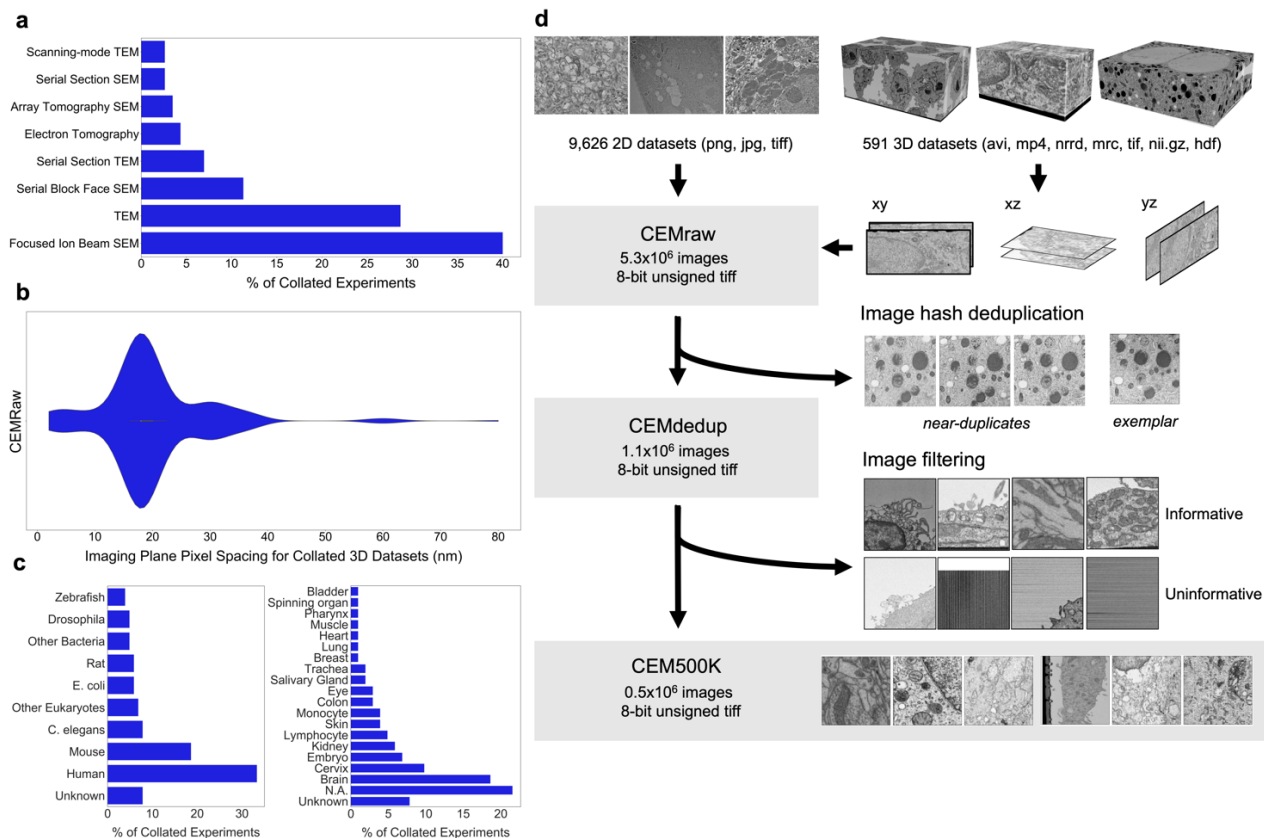 a
Scanning-mode TEM
Serial Section SEM
Array Tomography SEM
Electron Tomography
Serial Section TEM
Serial Block Face SEM
TEM
Focused Ion Beam SEM
0 5 10 15 20 25 30 35 40
% of Collated Experiments
b
CEMRaw
0 10 20 30 40 50 60 70 80
Imaging Plane Pixel Spacing for Collated 3D Datasets (nm)
c
Zebrafish
Drosophila
Other Bacteria
Rat
E. coli
Other Eukaryotes
C. elegans
Mouse
Human
Unknown
0 10 20 30
% of Collated Experiments
Bladder
Spinning organ
Pharynx
Muscle
Heart
Lung
Breast
Trachea
Salivary Gland
Eye
Colon
Monocyte
Skin
Lymphocyte
Kidney
Embryo
Cervix
Brain
N.A.
Unknown
0 5 10 15 20
% of Collated Experiments
d
9,626 2D datasets (png, jpg, tiff)
591 3D datasets (avi, mp4, nrrd, mrc, tif, nii.gz, hdf)
xy xz yz
CEMraw
5.3x10⁶ images
8-bit unsigned tiff
Image hash deduplication
near-duplicates exemplar
CEMdedup
1.1x10⁶ images
8-bit unsigned tiff
Image filtering
Informative
Uninformative
CEM500K
0.5x10⁶ images
8-bit unsigned tiff